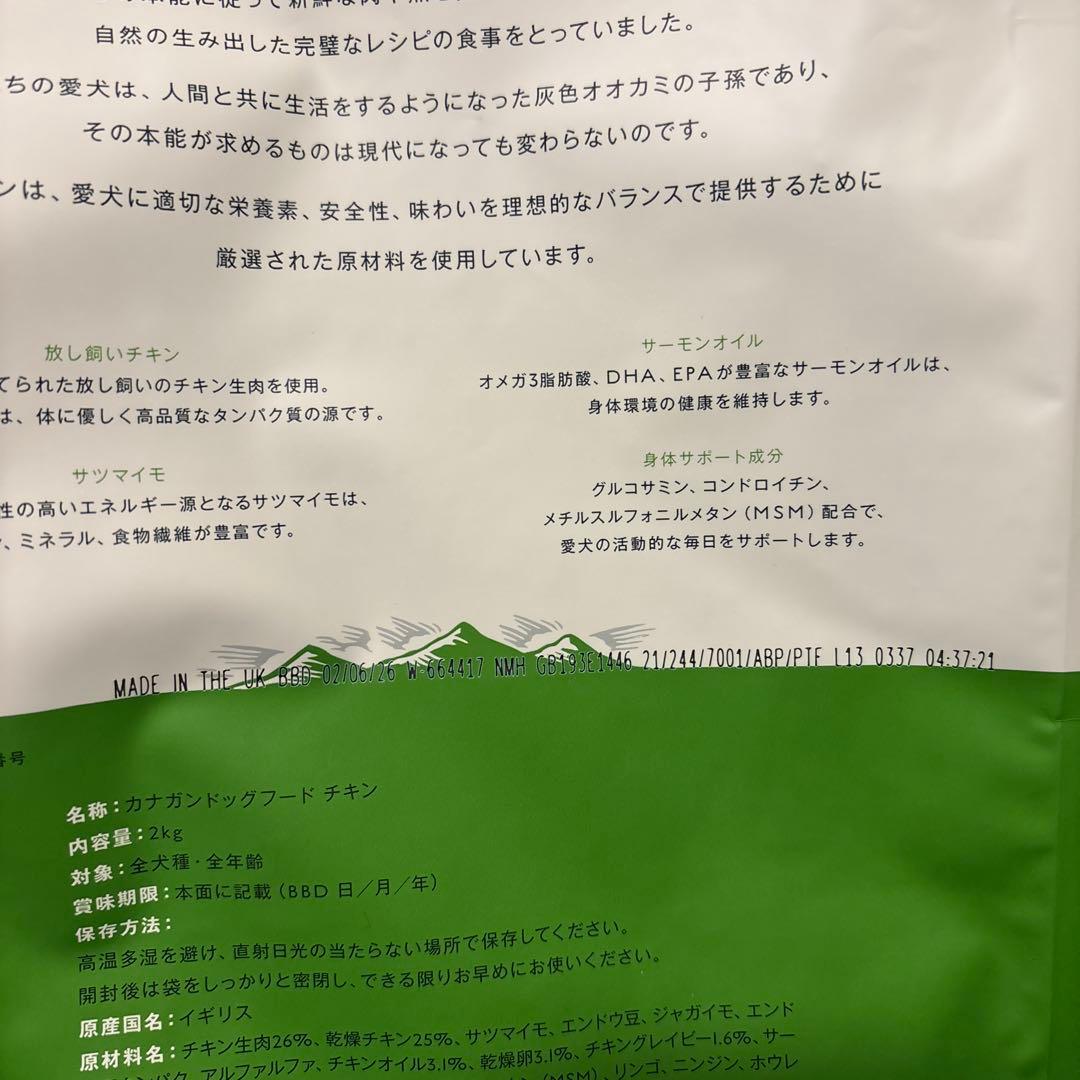 本能に従って新鮮な肉や魚を
自然の生み出した完璧なレシピの食事をとっていました。
ちの愛犬は、人間と共に生活をするようになった灰色オオカミの子孫であり、
その本能が求めるものは現代になっても変わらないのです。
ンは、愛犬に適切な栄養素、安全性、味わいを理想的なバランスで提供するために
厳選された原材料を使用しています。
放し飼いチキン
てられた放し飼いのチキン生肉を使用。
は、体に優しく高品質なタンパク質の源です。
サツマイモ
性の高いエネルギー源となるサツマイモは、
、ミネラル、食物繊維が豊富です。
サーモンオイル
オメガ3脂肪酸、DHA、EPAが豊富なサーモンオイルは、
身体環境の健康を維持します。
身体サポート成分
グルコサミン、コンドロイチン、
メチルスルフォニルメタン(MSM)配合で、
愛犬の活動的な毎日をサポートします。
MADE IN THE UK BBD 02/06/26 W-664417 NMH GB193E1446 21/244/7001/ABP/PTF L13 0337 04:37:21
番号
名称:カナガンドッグフード チキン
内容量:2kg
対象:全犬種・全年齢
賞味期限:本面に記載(BBD 日/月/年)
保存方法:
高温多湿を避け、直射日光の当たらない場所で保存してください。
開封後は袋をしっかりと密閉し、できる限りお早めにお使いください。
原産国名:イギリス
原材料名:チキン生肉26%、乾燥チキン25%、サツマイモ、エンドウ豆、ジャガイモ、エンド
ンパク、アルファルファ、チキンオイル3.1%、乾燥卵3.1%、チキングレイビー1.6%、サー
(MSM)、リンゴ、ニンジン、ホウレ